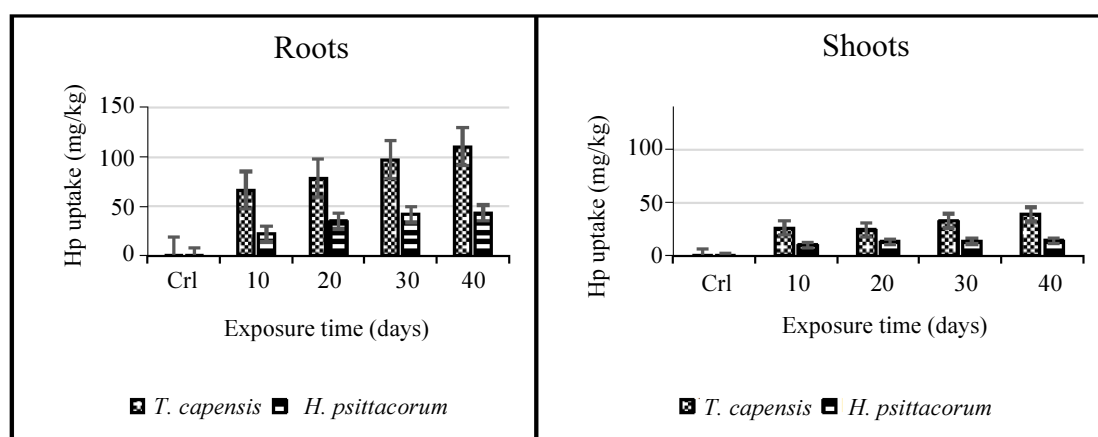 Roots
Hp uptake (mg/kg)
150
100
50
0
Crl 10 20 30 40
Exposure time (days)
T. capensis H. psittacorum
Shoots
Hp uptake (mg/kg)
100
50
0
Crl 10 20 30 40
Exposure time (days)
T. capensis H. psittacorum